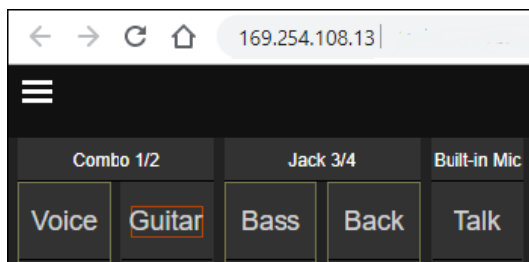 169.254.108.13
Combo 1/2 Jack 3/4 Built-in Mic
Voice Guitar Bass Back Talk